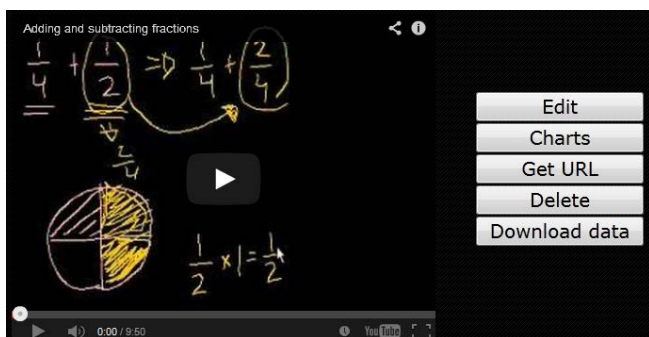 Adding and subtracting fractions
1/4 + 1/2 => 1/4 + 2/4
2/4
1/2 x 1 = 1/2
0:00 / 9:50
YouTube
Edit
Charts
Get URL
Delete
Download data